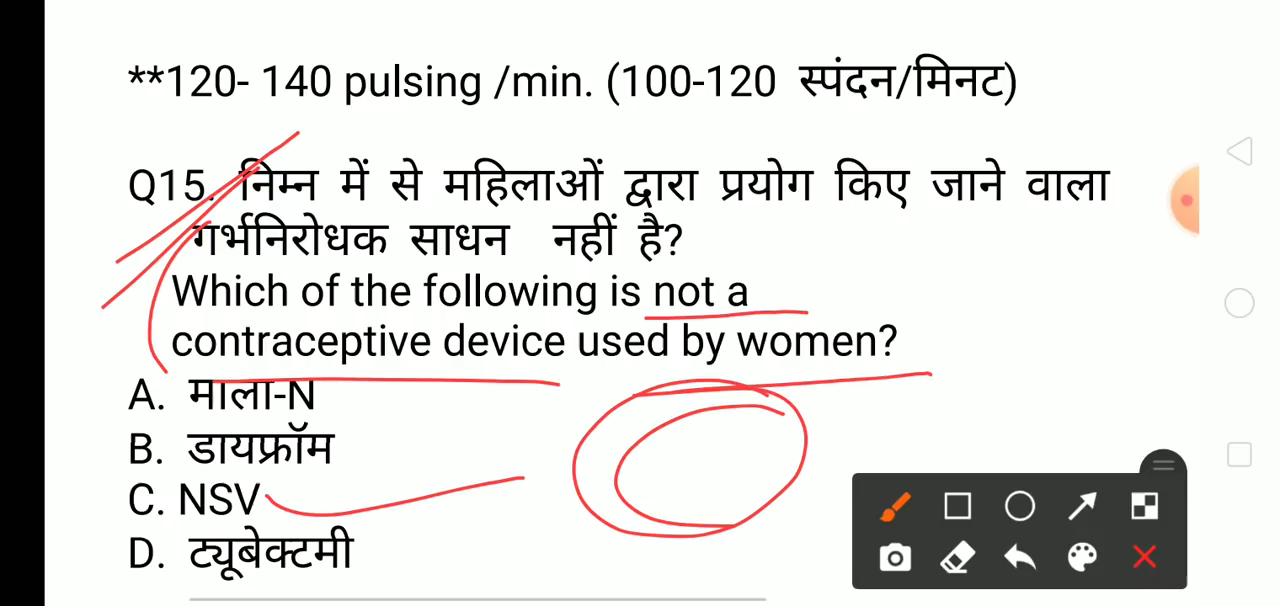 **120- 140 pulsing /min. (100-120 स्पंदन/मिनट)
Q15. निम्न में से महिलाओं द्वारा प्रयोग किए जाने वाला
गर्भनिरोधक साधन नहीं है?
Which of the following is not a
contraceptive device used by women?
A. माला-N
B. डायफ्रॉम
C. NSV
D. ट्यूबेक्टमी